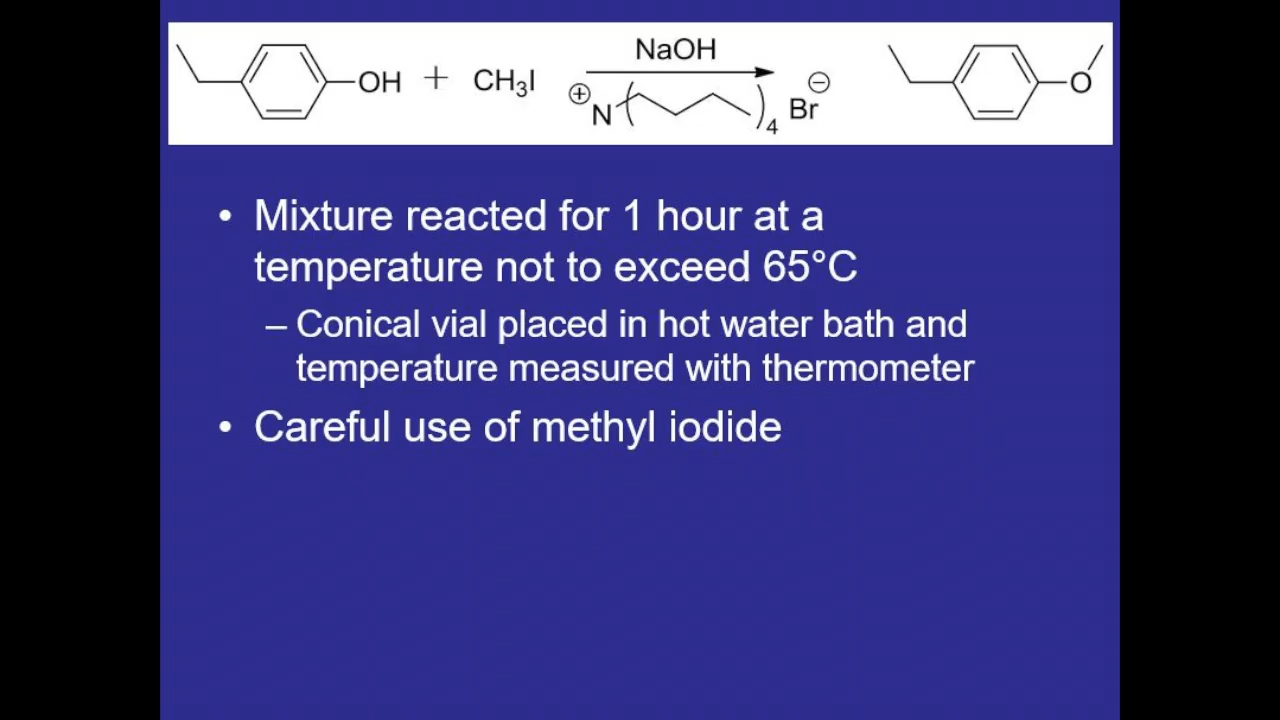 NaOH
OH + CH₃I
⊕ N ( )₄ Br ⊖
O
• Mixture reacted for 1 hour at a
temperature not to exceed 65°C
– Conical vial placed in hot water bath and
temperature measured with thermometer
• Careful use of methyl iodide